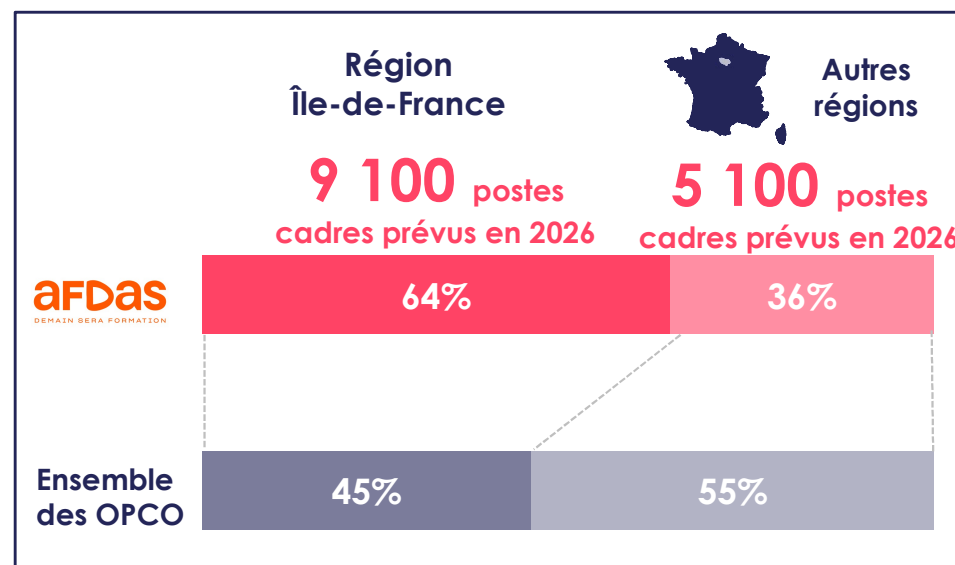 Région
Île-de-France
Autres
régions
9 100 postes
cadres prévus en 2026
5 100 postes
cadres prévus en 2026
aFDas
DEMAIN SERA FORMATION
64%
36%
Ensemble
des OPCO
45%
55%